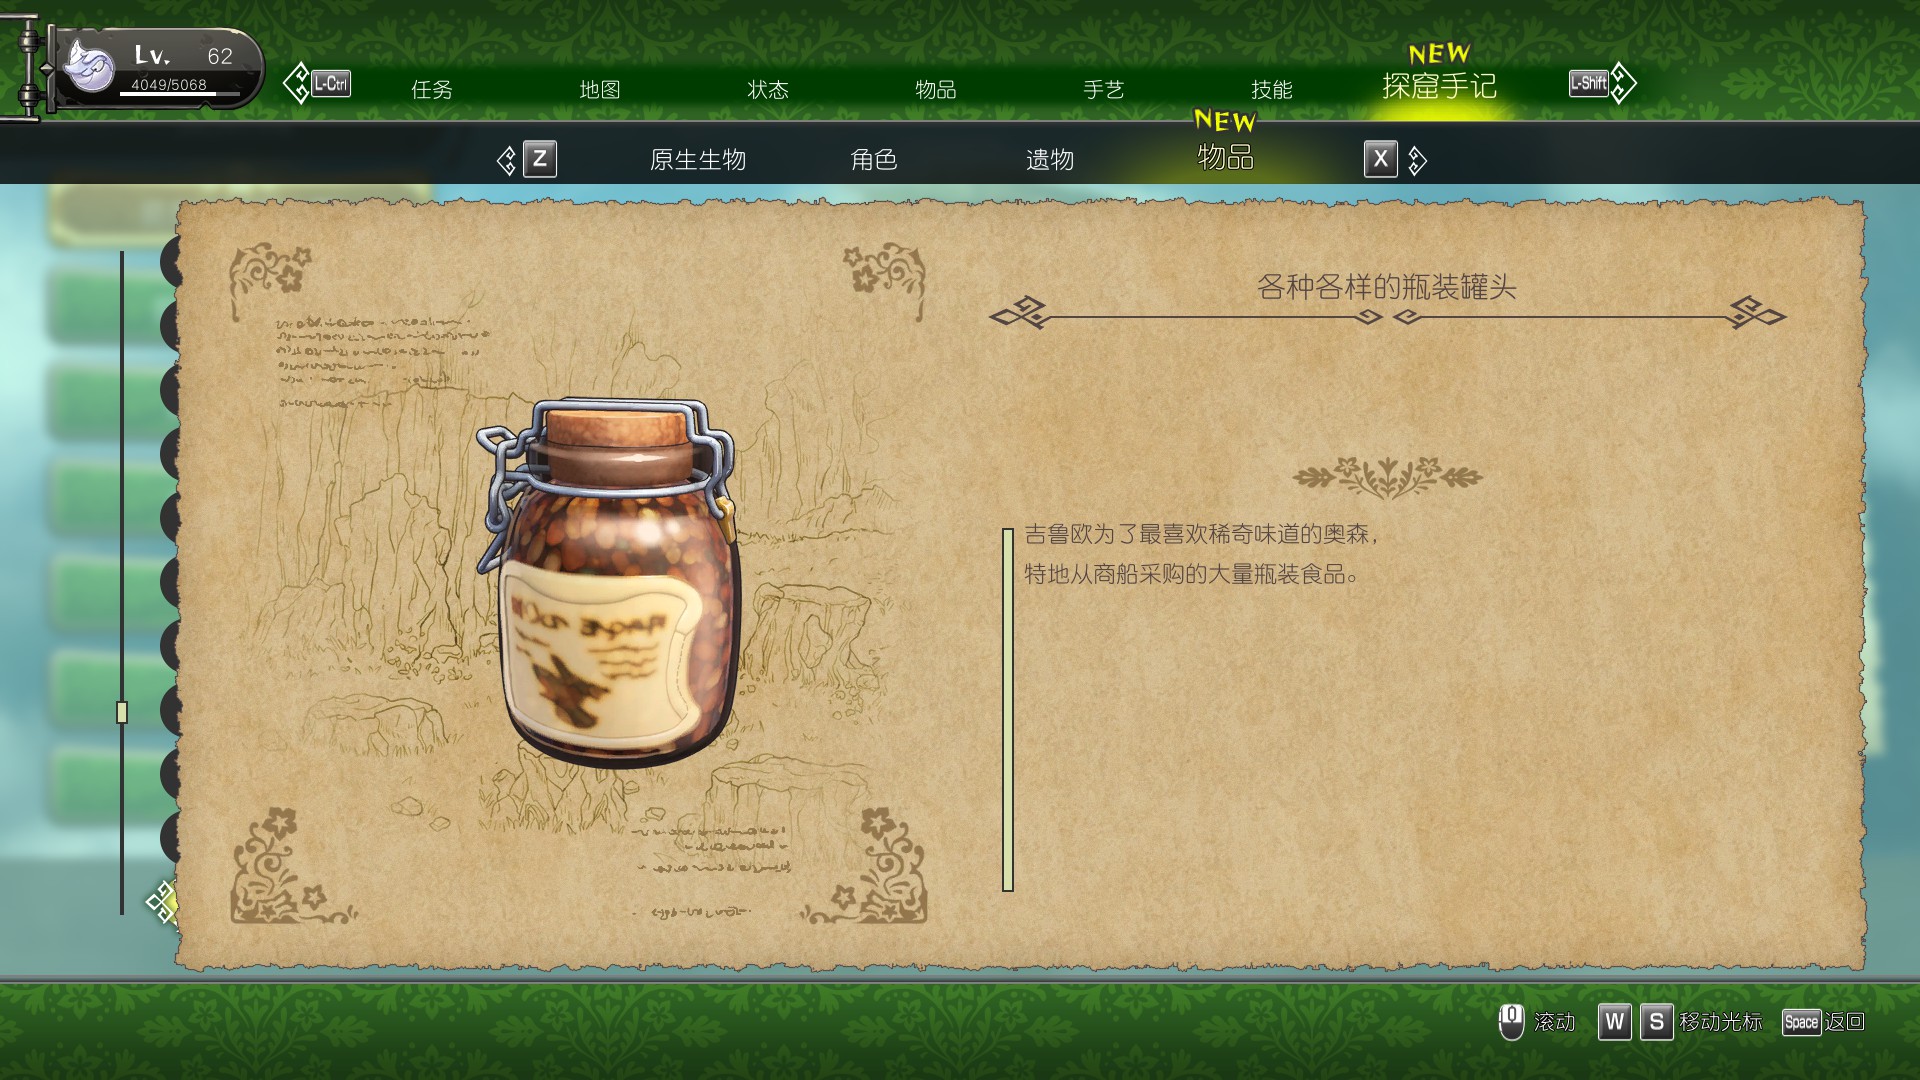 Lv. 62
4049/5068
L-Ctrl
任务
地图
状态
物品
手艺
技能
NEW
探窟手记
L-Shift
Z
原生生物
角色
遗物
NEW
物品
X
各种各样的瓶装罐头
吉鲁欧为了最喜欢稀奇味道的奥森，
特地从商船采购的大量瓶装食品。
滚动
W S 移动光标
Space 返回